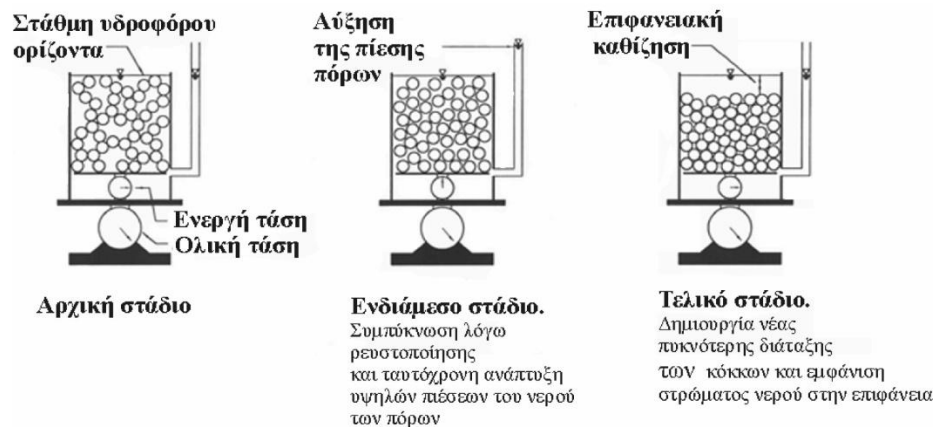 Στάθμη υδροφόρου
ορίζοντα
Ενεργή τάση
Ολική τάση
Αρχική στάδιο
Αύξηση
της πίεσης
πόρων
Ενδιάμεσο στάδιο.
Συμπύκνωση λόγω
ρευστοποίησης
και ταυτόχρονη ανάπτυξη
υψηλών πιέσεων του νερού
των πόρων
Επιφανειακή
καθίζηση
Τελικό στάδιο.
Δημιουργία νέας
πυκνότερης διάταξης
των κόκκων και εμφάνιση
στρώματος νερού στην επιφάνεια